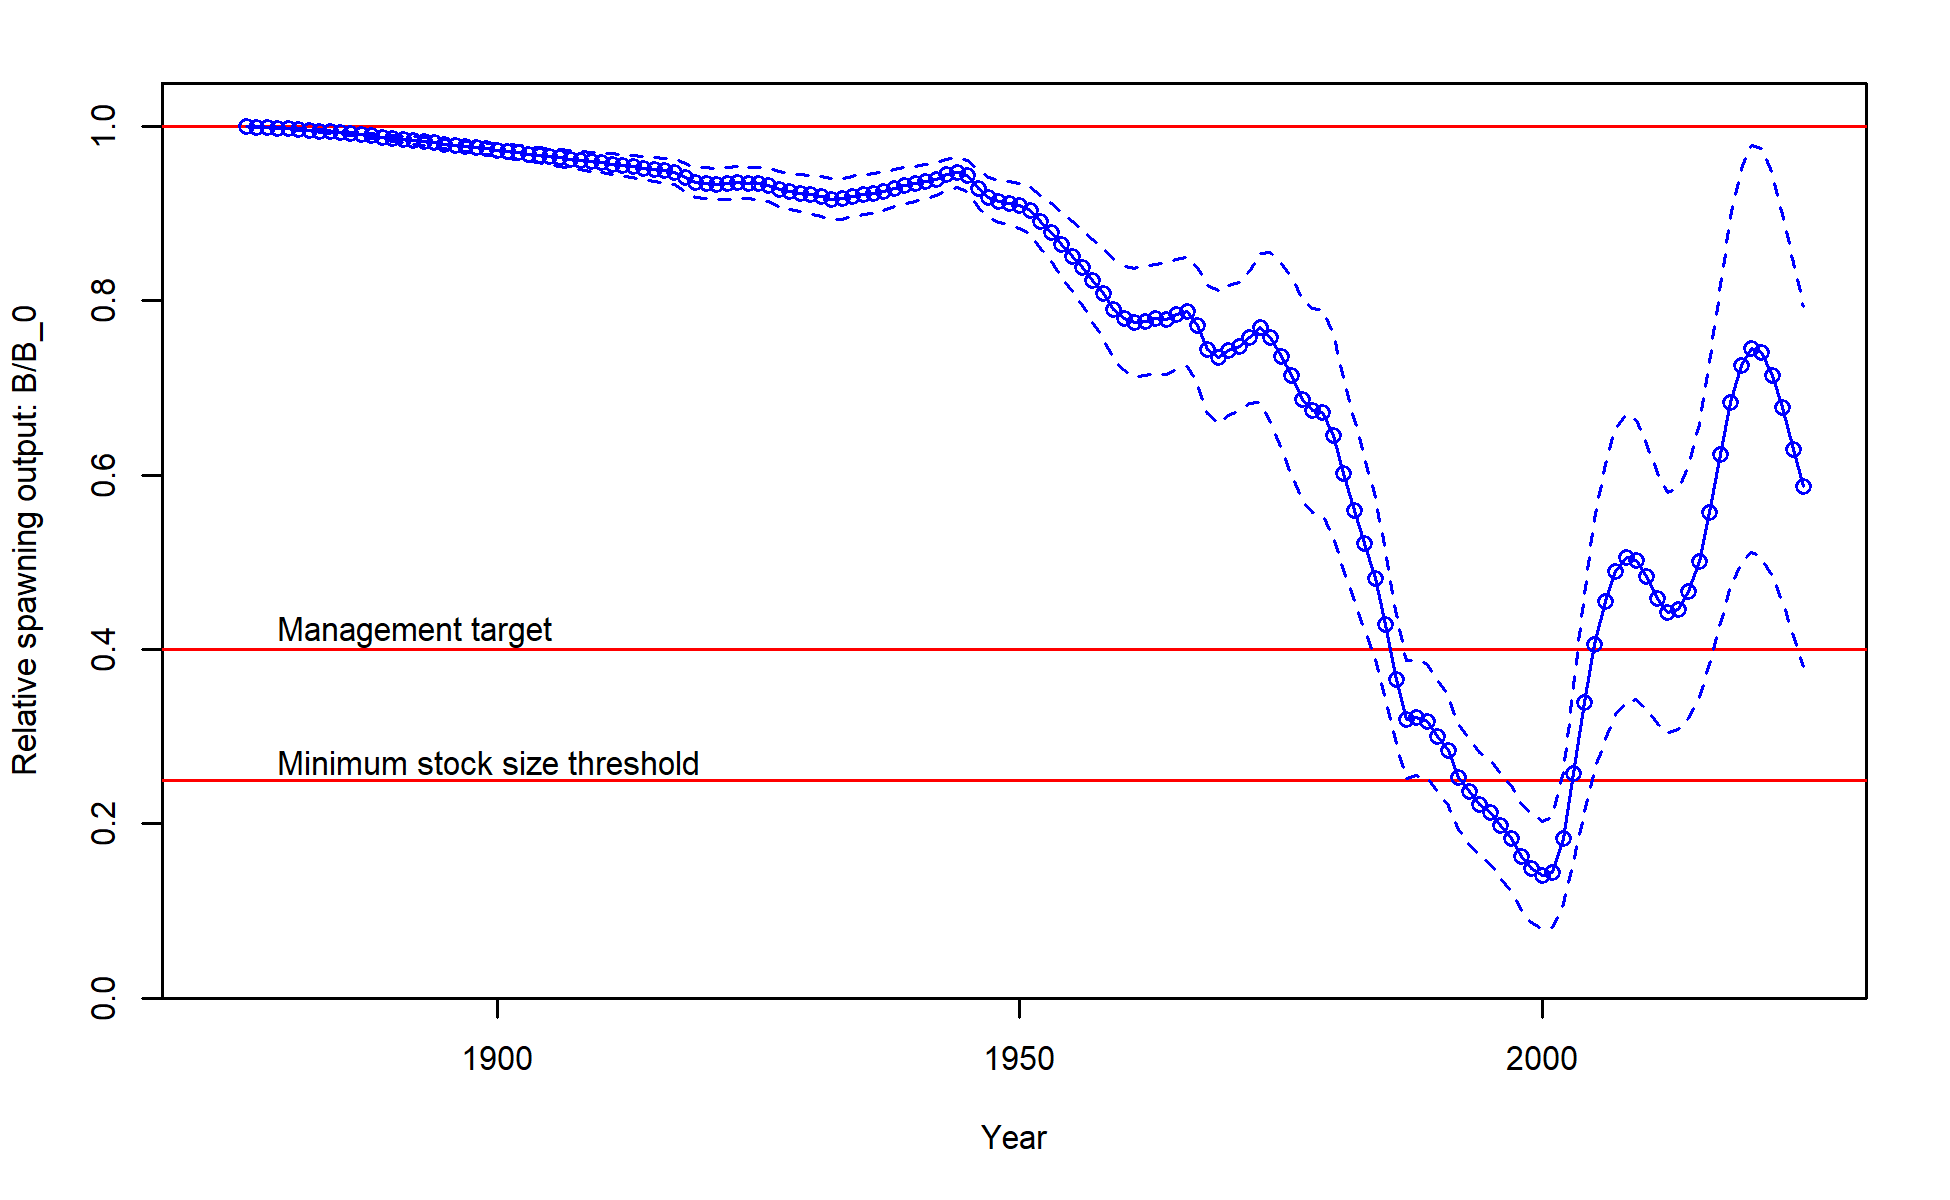 1.0
0.8
0.6
0.4
0.2
0.0
Relative spawning output: B/B_0
Management target
Minimum stock size threshold
1900
1950
2000
Year